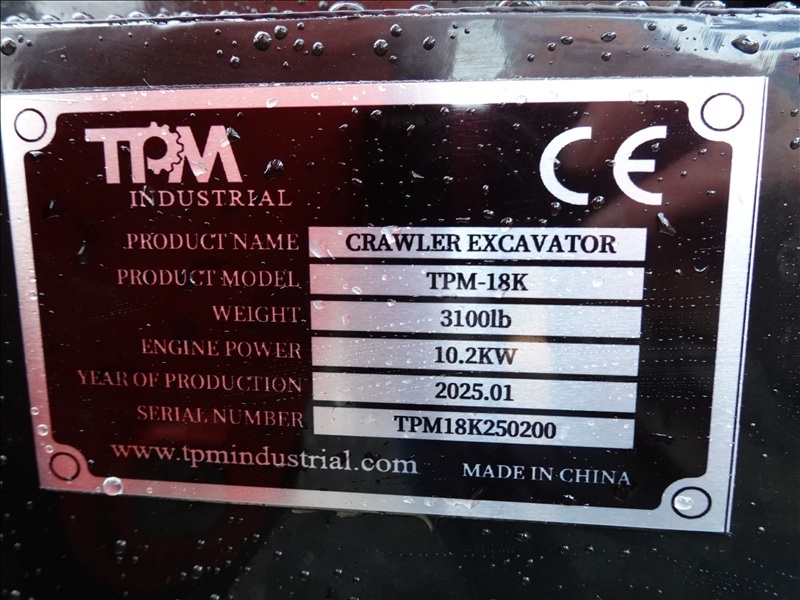 TPM
INDUSTRIAL
CE
PRODUCT NAME CRAWLER EXCAVATOR
PRODUCT MODEL TPM-18K
WEIGHT 3100lb
ENGINE POWER 10.2KW
YEAR OF PRODUCTION 2025.01
SERIAL NUMBER TPM18K250200
www.tpmindustrial.com MADE IN CHINA